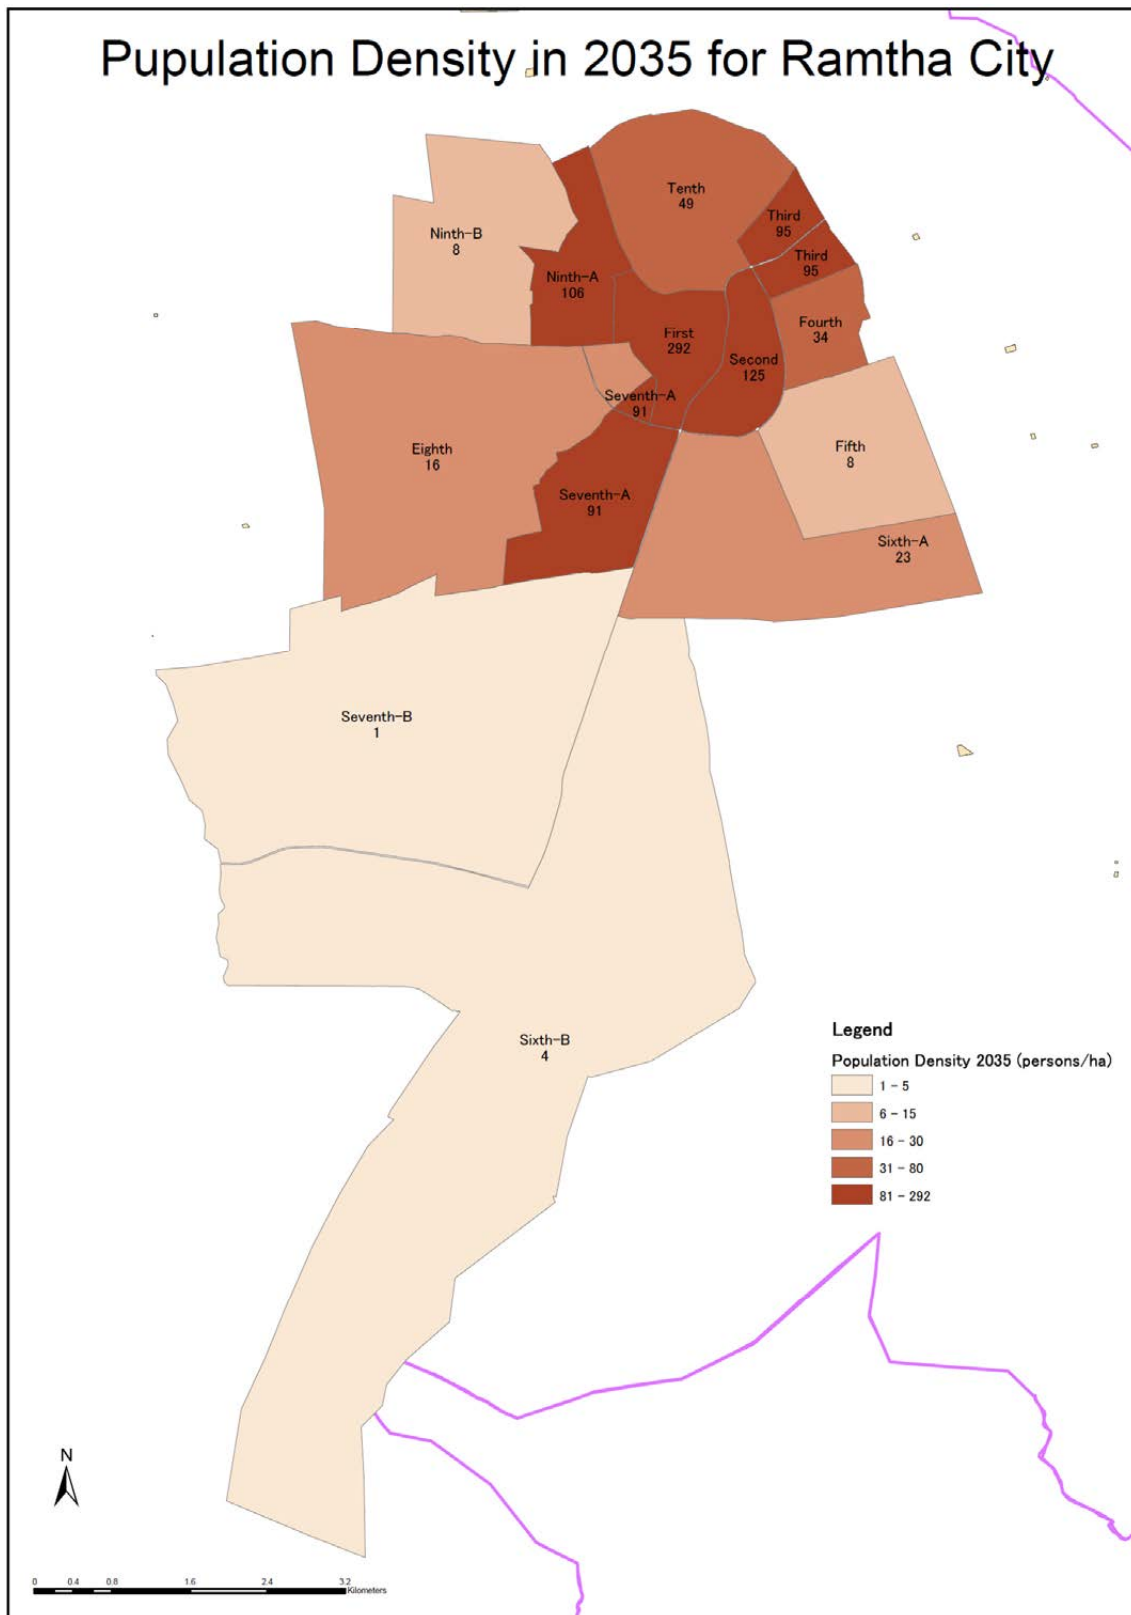 Pupulation Density in 2035 for Ramtha City
Tenth
49
Third
95
Ninth-B
8
Third
95
Ninth-A
106
Fourth
34
First
292
Second
125
Seventh-A
91
Eighth
16
Fifth
8
Seventh-A
91
Sixth-A
23
Seventh-B
1
Sixth-B
4
Legend
Population Density 2035 (persons/ha)
1 - 5
6 - 15
16 - 30
31 - 80
81 - 292
N
0 0.4 0.8 1.6 2.4 3.2
Kilometers